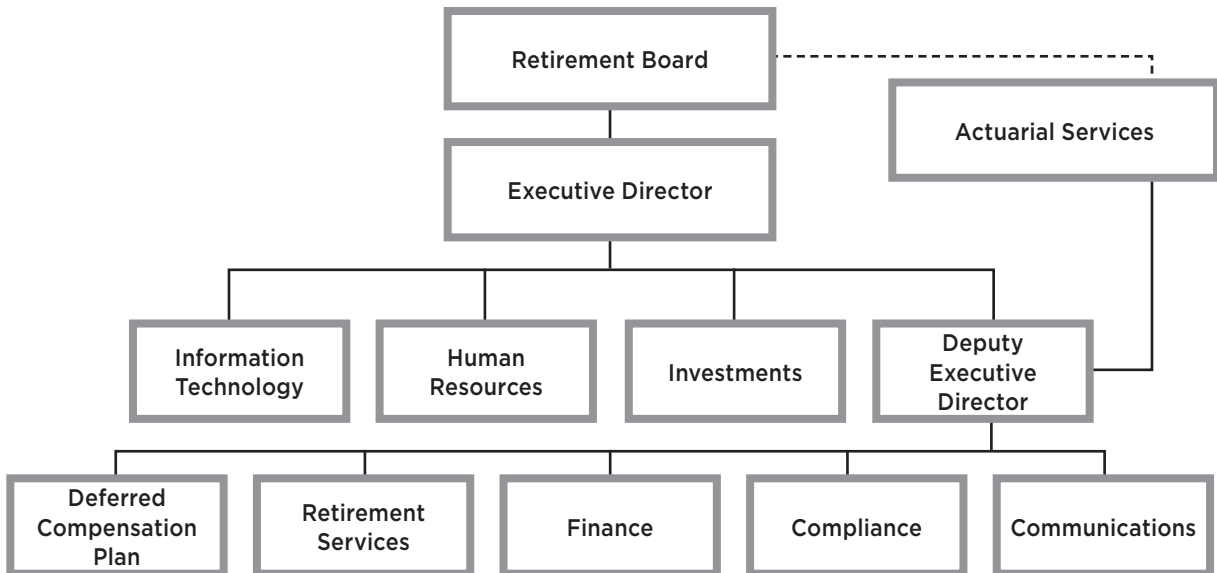 Retirement Board
Actuarial Services
Executive Director
Information
Technology
Human
Resources
Investments
Deputy
Executive
Director
Deferred
Compensation
Plan
Retirement
Services
Finance
Compliance
Communications